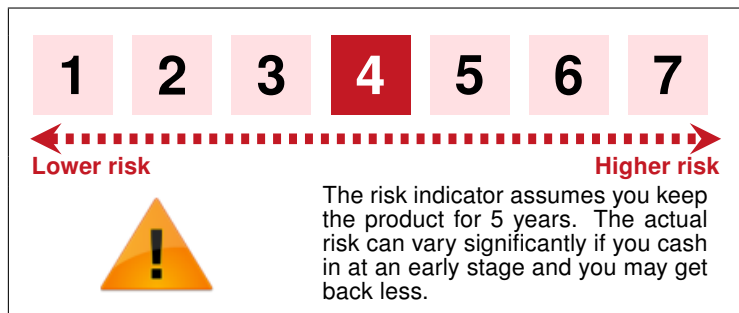 1 2 3 4 5 6 7
Lower risk Higher risk
The risk indicator assumes you keep
the product for 5 years. The actual
risk can vary significantly if you cash
in at an early stage and you may get
back less.